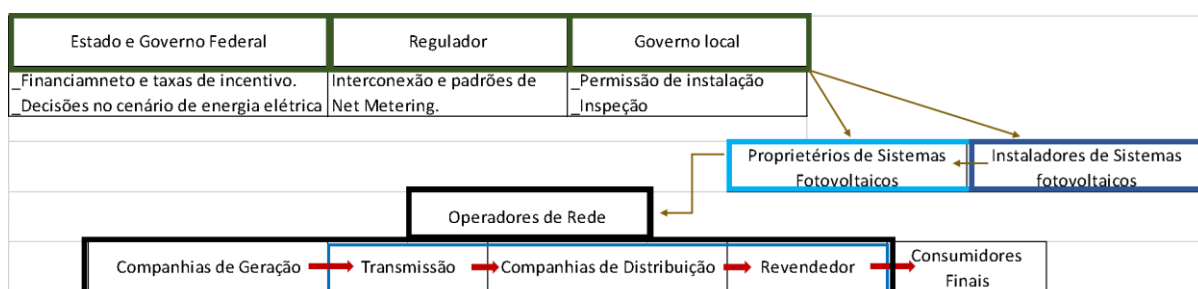 Estado e Governo Federal
Regulador
Governo local
_Financiamneto e taxas de incentivo.
_Decisões no cenário de energia elétrica
Interconexão e padrões de
Net Metering.
_Permissão de instalação
_Inspeção
Proprietérios de Sistemas
Fotovoltaicos
Instaladores de Sistemas
fotovoltaicos
Operadores de Rede
Companhias de Geração
Transmissão
Companhias de Distribuição
Revendedor
Consumidores
Finais